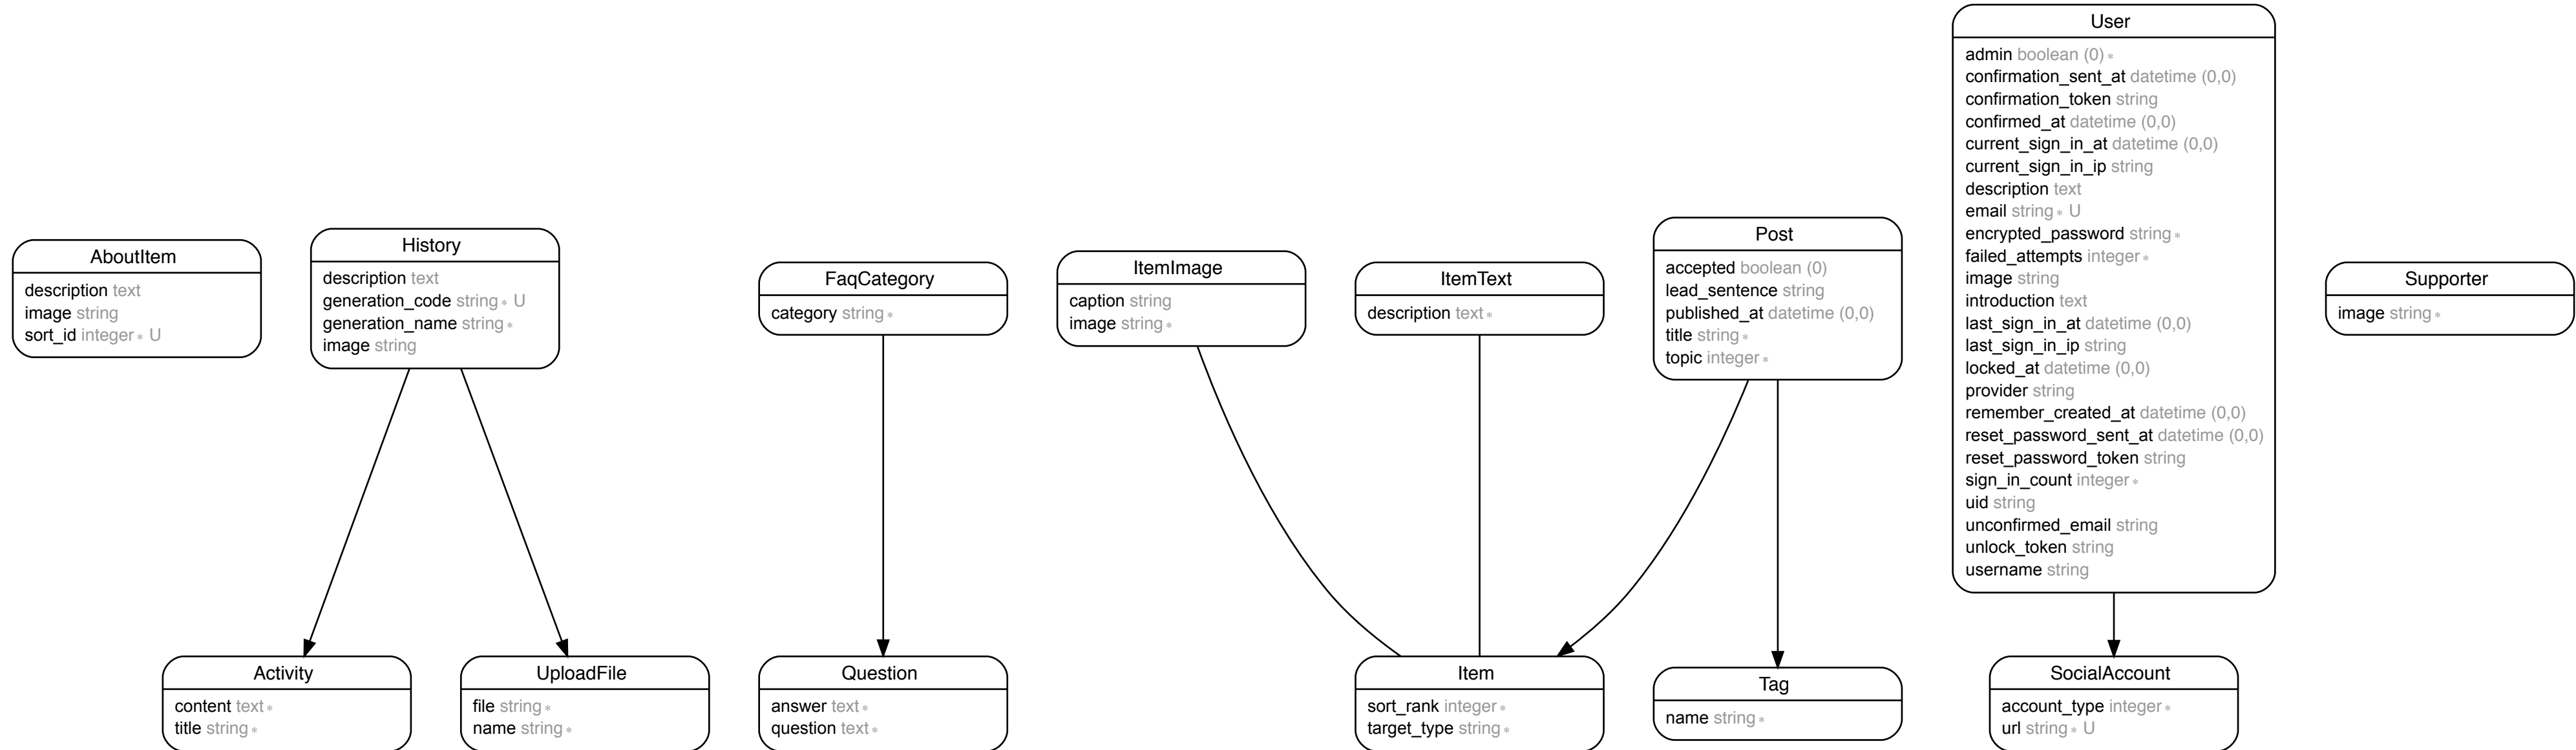 AboutItem
description text
image string
sort_id integer * U
History
description text
generation_code string * U
generation_name string *
image string
FaqCategory
category string *
ItemImage
caption string
image string *
ItemText
description text *
Post
accepted boolean (0)
lead_sentence string
published_at datetime (0,0)
title string *
topic integer *
User
admin boolean (0) *
confirmation_sent_at datetime (0,0)
confirmation_token string
confirmed_at datetime (0,0)
current_sign_in_at datetime (0,0)
current_sign_in_ip string
description text
email string * U
encrypted_password string *
failed_attempts integer *
image string
introduction text
last_sign_in_at datetime (0,0)
last_sign_in_ip string
locked_at datetime (0,0)
provider string
remember_created_at datetime (0,0)
reset_password_sent_at datetime (0,0)
reset_password_token string
sign_in_count integer *
uid string
unconfirmed_email string
unlock_token string
username string
Supporter
image string *
Activity
content text *
title string *
UploadFile
file string *
name string *
Question
answer text *
question text *
Item
sort_rank integer *
target_type string *
Tag
name string *
SocialAccount
account_type integer *
url string * U